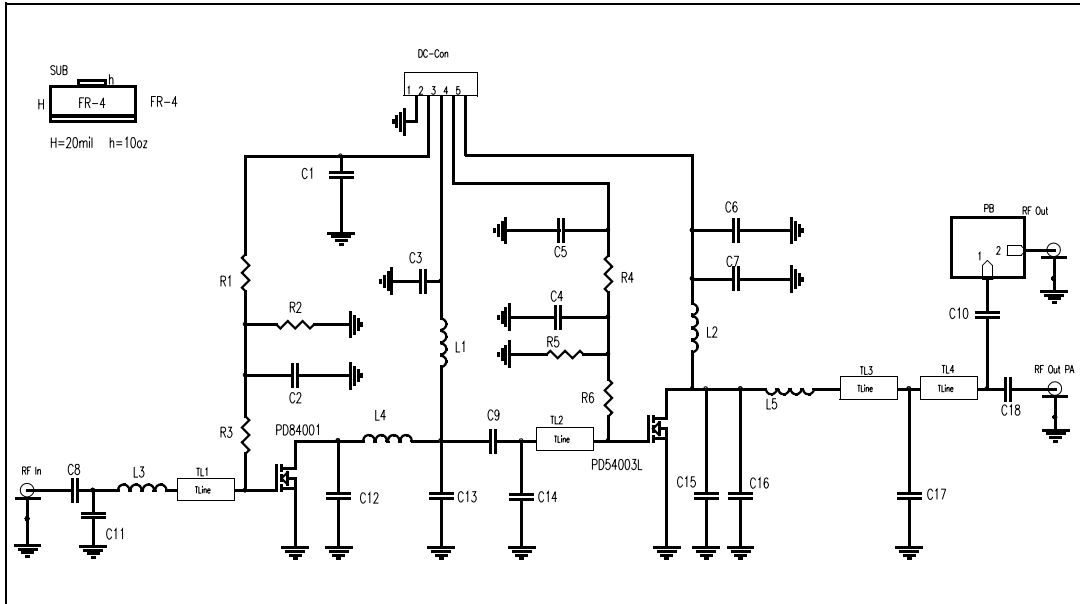 DC-Con
1 2 3 4 5
SUB
h
H
FR-4
FR-4
H=20mil h=10oz
C1
C6
C5
C7
C3
R1
R4
C4
R2
R5
L1
L2
C2
R6
R3
PD84001
L4
C9
TL2
TLine
PD54003L
PB
RF Out
2
1
C10
TL3
TLine
TL4
TLine
RF Out PA
L5
C18
RF In
C8
L3
TL1
TLine
C11
C12
C13
C14
C15
C16
C17